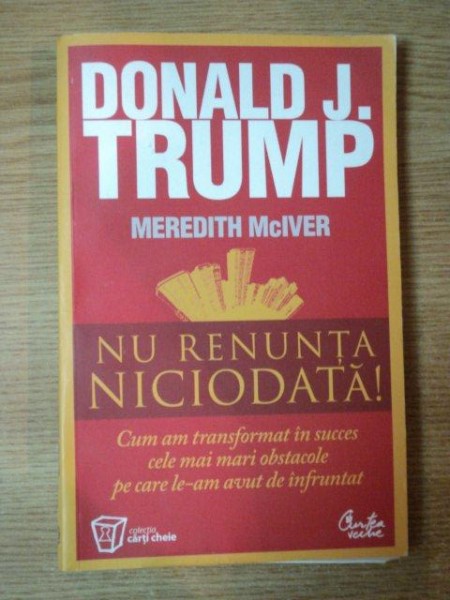 DONALD J.
TRUMP
MEREDITH McIVER
NU RENUNȚA
NICIODATĂ!
Cum am transformat în succes
cele mai mari obstacole
pe care le-am avut de înfruntat
colecția
cărți cheie
Curtea
veche